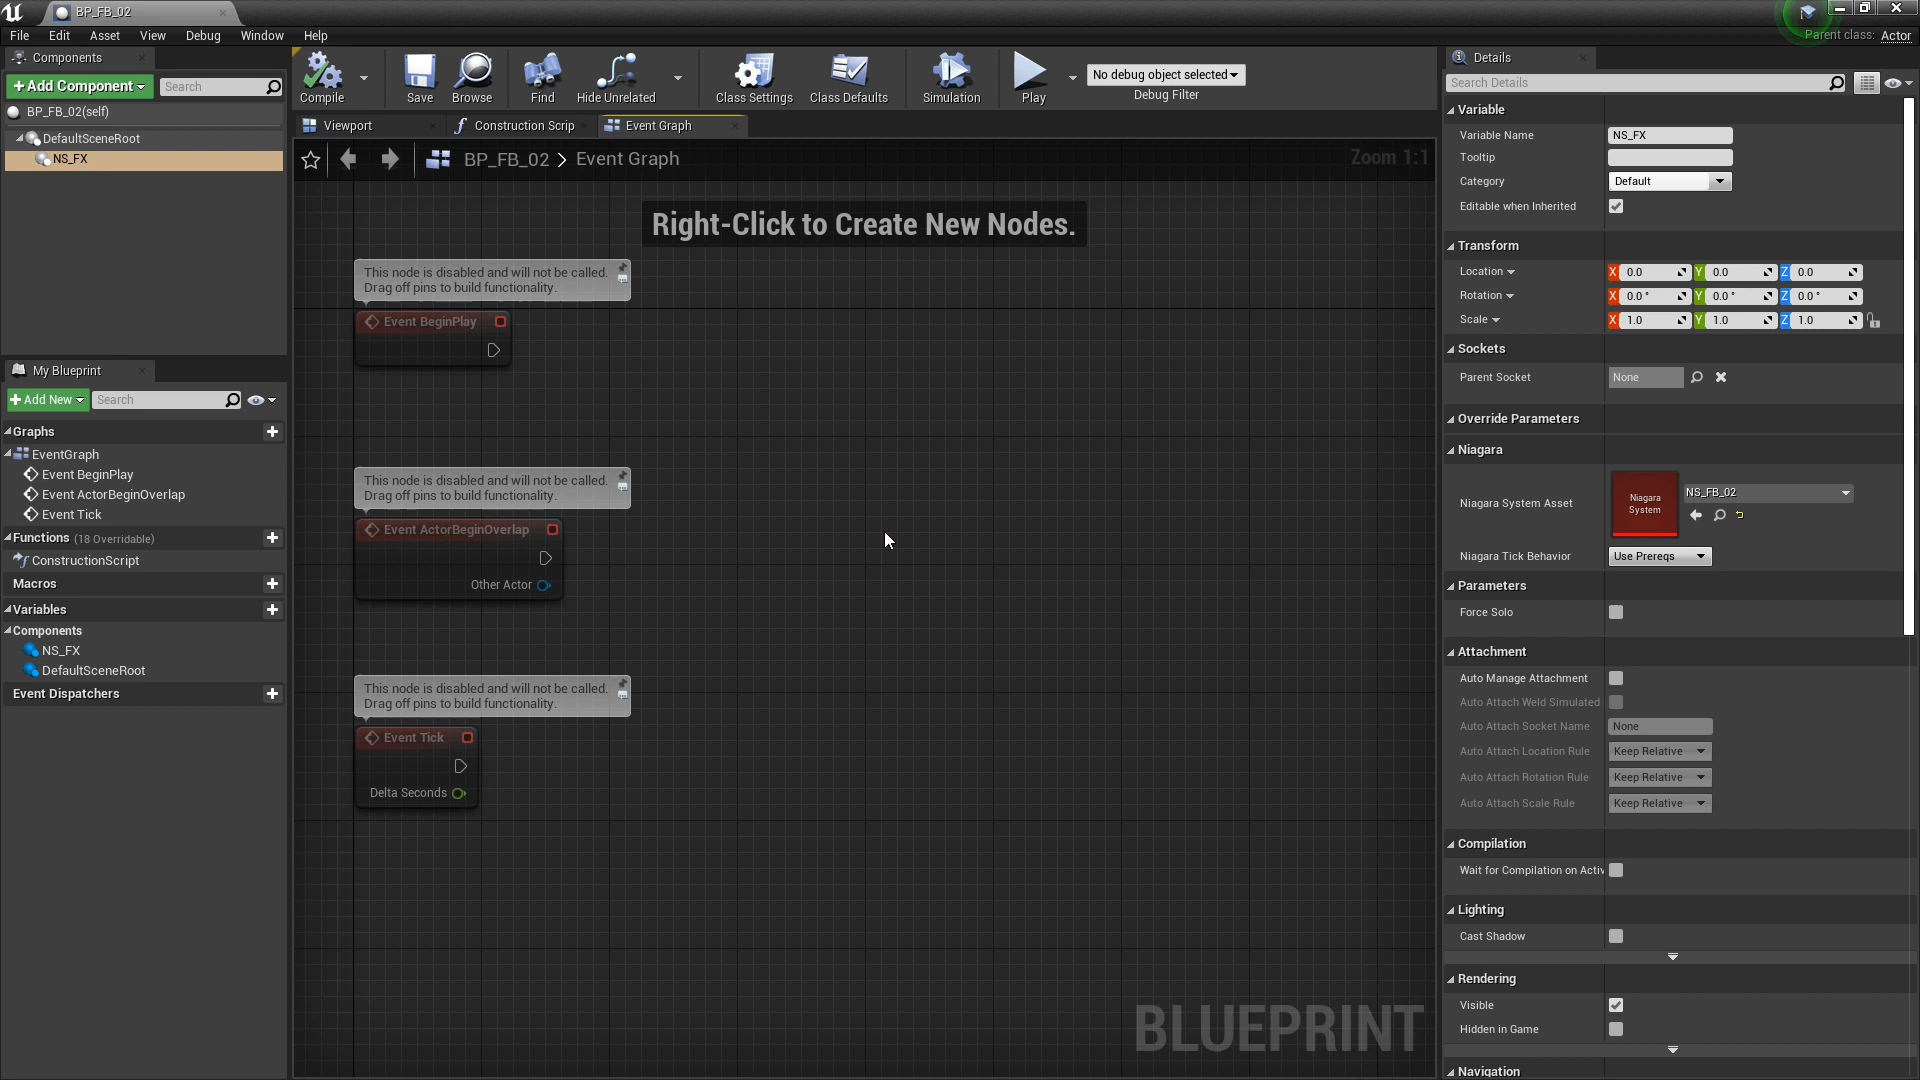 BP_FB_02
File Edit Asset View Debug Window Help
Parent class: Actor
Components
+Add Component
Search
BP_FB_02(self)
DefaultSceneRoot
NS_FX
My Blueprint
+Add New
Search
Graphs
EventGraph
Event BeginPlay
Event ActorBeginOverlap
Event Tick
Functions (18 Overridable)
ConstructionScript
Macros
Variables
Components
NS_FX
DefaultSceneRoot
Event Dispatchers
Compile
Save
Browse
Find
Hide Unrelated
Class Settings
Class Defaults
Simulation
Play
No debug object selected
Debug Filter
Viewport
Construction Scrip
Event Graph
BP_FB_02 > Event Graph
Zoom 1:1
Right-Click to Create New Nodes.
This node is disabled and will not be called.
Drag off pins to build functionality.
Event BeginPlay
This node is disabled and will not be called.
Drag off pins to build functionality.
Event ActorBeginOverlap
Other Actor
This node is disabled and will not be called.
Drag off pins to build functionality.
Event Tick
Delta Seconds
BLUEPRINT
Details
Search Details
Variable
Variable Name NS_FX
Tooltip
Category Default
Editable when Inherited
Transform
Location X 0.0 Y 0.0 Z 0.0
Rotation X 0.0 ° Y 0.0 ° Z 0.0 °
Scale X 1.0 Y 1.0 Z 1.0
Sockets
Parent Socket None
Override Parameters
Niagara
Niagara System Asset
Niagara
System
NS_FB_02
Niagara Tick Behavior Use Prereqs
Parameters
Force Solo
Attachment
Auto Manage Attachment
Auto Attach Weld Simulated
Auto Attach Socket Name None
Auto Attach Location Rule Keep Relative
Auto Attach Rotation Rule Keep Relative
Auto Attach Scale Rule Keep Relative
Compilation
Wait for Compilation on Activ
Lighting
Cast Shadow
Rendering
Visible
Hidden in Game
Navigation